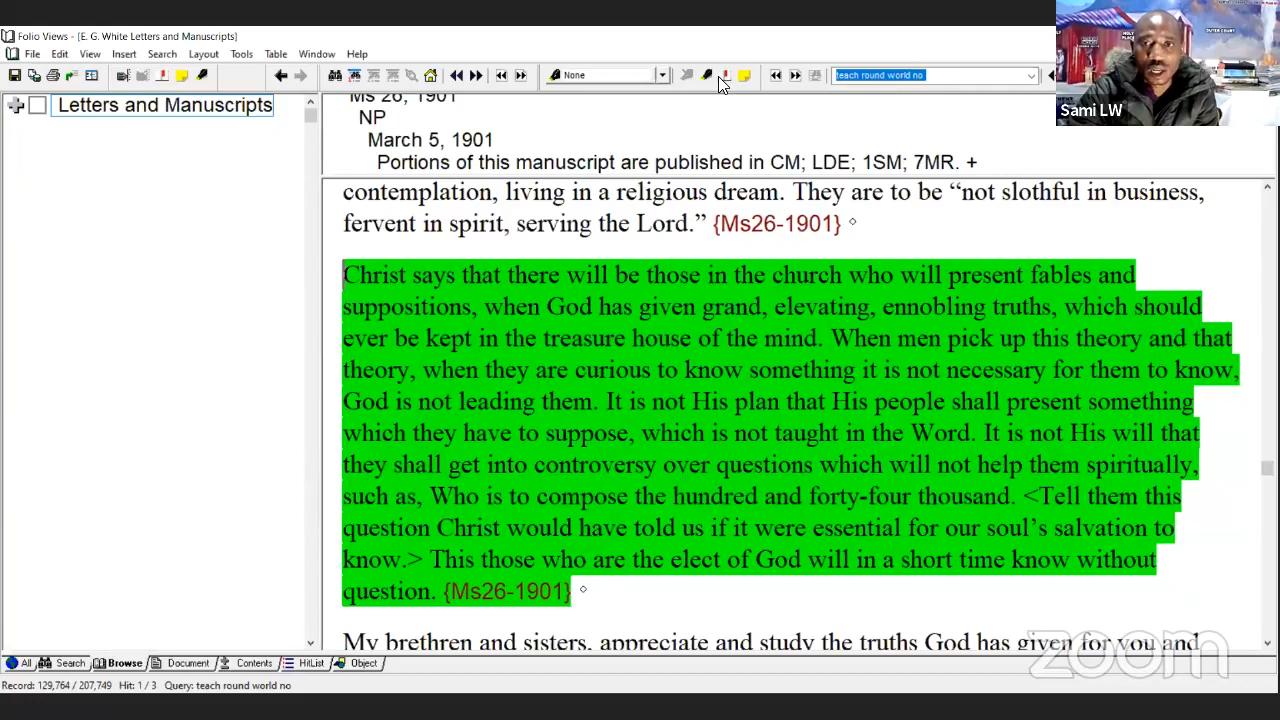 Folio Views - [E. G. White Letters and Manuscripts]
File Edit View Insert Search Layout Tools Table Window Help
None
teach round world no
Letters and Manuscripts
Ms 26, 1901
NP
March 5, 1901
Portions of this manuscript are published in CM; LDE; 1SM; 7MR. +
contemplation, living in a religious dream. They are to be “not slothful in business,
fervent in spirit, serving the Lord.” {Ms26-1901}
Christ says that there will be those in the church who will present fables and
suppositions, when God has given grand, elevating, ennobling truths, which should
ever be kept in the treasure house of the mind. When men pick up this theory and that
theory, when they are curious to know something it is not necessary for them to know,
God is not leading them. It is not His plan that His people shall present something
which they have to suppose, which is not taught in the Word. It is not His will that
they shall get into controversy over questions which will not help them spiritually,
such as, Who is to compose the hundred and forty-four thousand. <Tell them this
question Christ would have told us if it were essential for our soul’s salvation to
know.> This those who are the elect of God will in a short time know without
question. {Ms26-1901}
My brethren and sisters, appreciate and study the truths God has given for you and
All Search Browse Document Contents HitList Object
Record: 129,764 / 207,749 Hit: 1 / 3 Query: teach round world no
Sami LW
HOLY
OUTER COURT
zoom